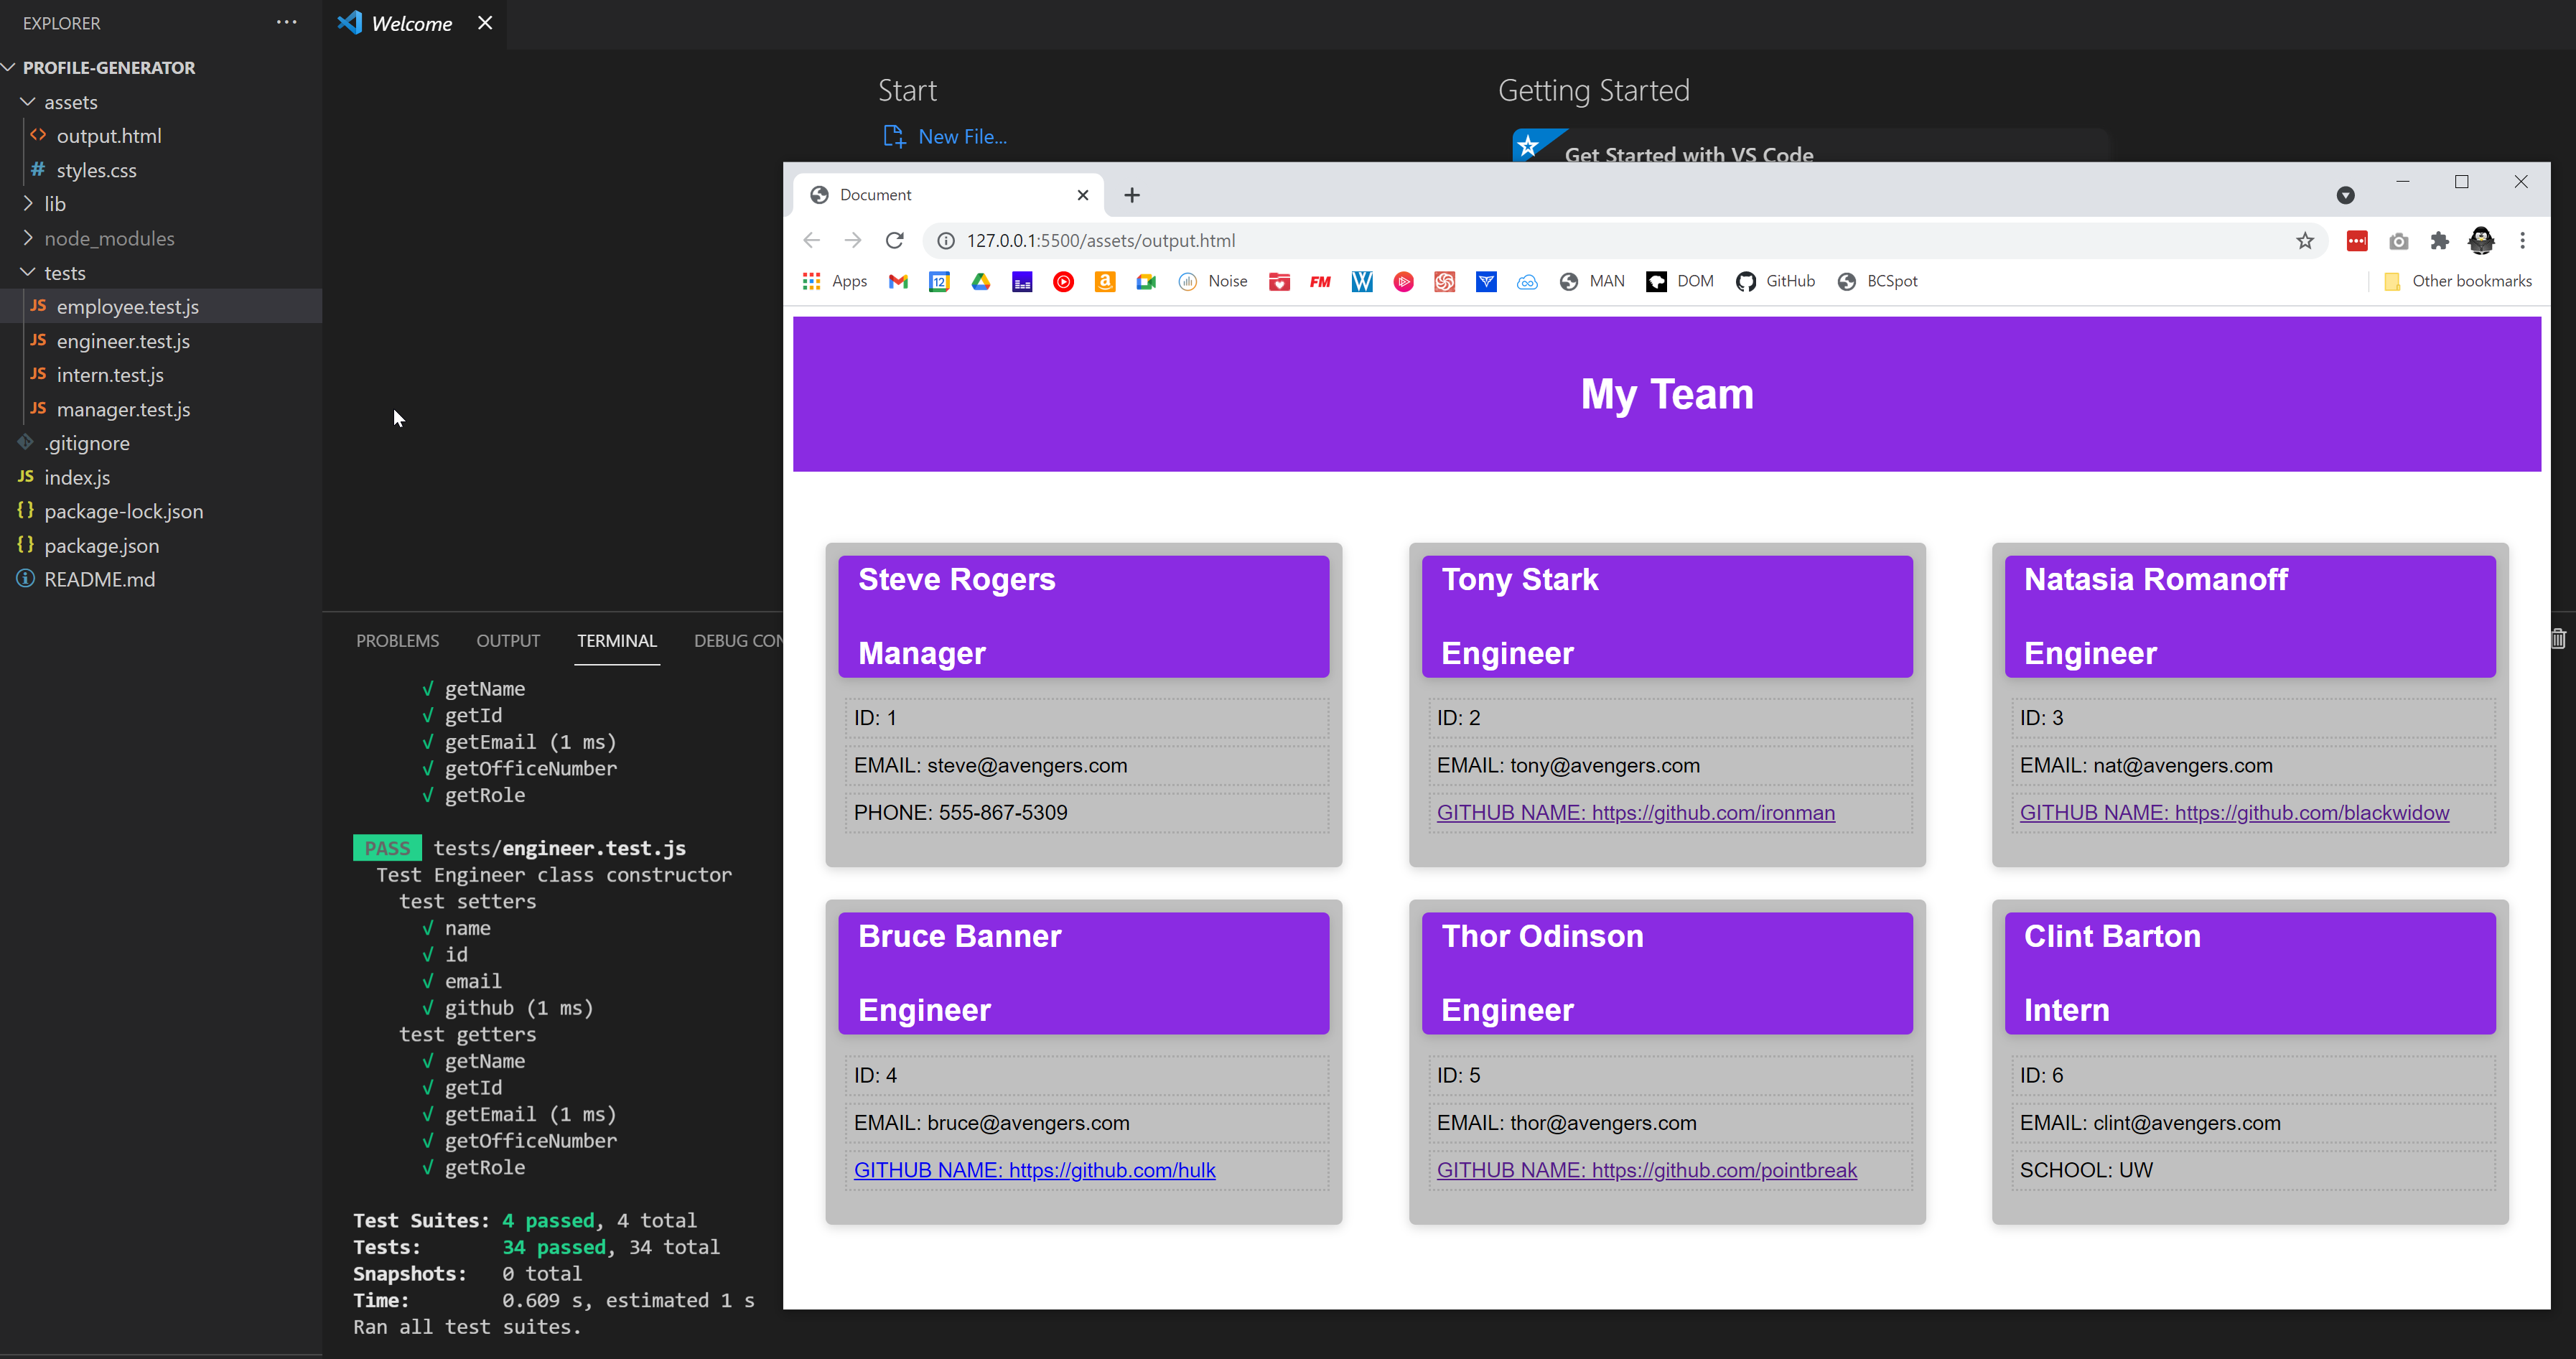 EXPLORER
PROFILE-GENERATOR
assets
output.html
styles.css
lib
node_modules
tests
employee.test.js
engineer.test.js
intern.test.js
manager.test.js
.gitignore
index.js
package-lock.json
package.json
README.md
Welcome
Start
New File...
Getting Started
Get Started with VS Code
PROBLEMS OUTPUT TERMINAL DEBUG CON
√ getName
√ getId
√ getEmail (1 ms)
√ getOfficeNumber
√ getRole
PASS tests/engineer.test.js
Test Engineer class constructor
test setters
√ name
√ id
√ email
√ github (1 ms)
test getters
√ getName
√ getId
√ getEmail (1 ms)
√ getOfficeNumber
√ getRole
Test Suites: 4 passed, 4 total
Tests: 34 passed, 34 total
Snapshots: 0 total
Time: 0.609 s, estimated 1 s
Ran all test suites.
Document
127.0.0.1:5500/assets/output.html
Apps 12 Noise FM W MAN DOM GitHub BCSpot Other bookmarks
My Team
Steve Rogers
Manager
ID: 1
EMAIL: steve@avengers.com
PHONE: 555-867-5309
Tony Stark
Engineer
ID: 2
EMAIL: tony@avengers.com
GITHUB NAME: https://github.com/ironman
Natasia Romanoff
Engineer
ID: 3
EMAIL: nat@avengers.com
GITHUB NAME: https://github.com/blackwidow
Bruce Banner
Engineer
ID: 4
EMAIL: bruce@avengers.com
GITHUB NAME: https://github.com/hulk
Thor Odinson
Engineer
ID: 5
EMAIL: thor@avengers.com
GITHUB NAME: https://github.com/pointbreak
Clint Barton
Intern
ID: 6
EMAIL: clint@avengers.com
SCHOOL: UW